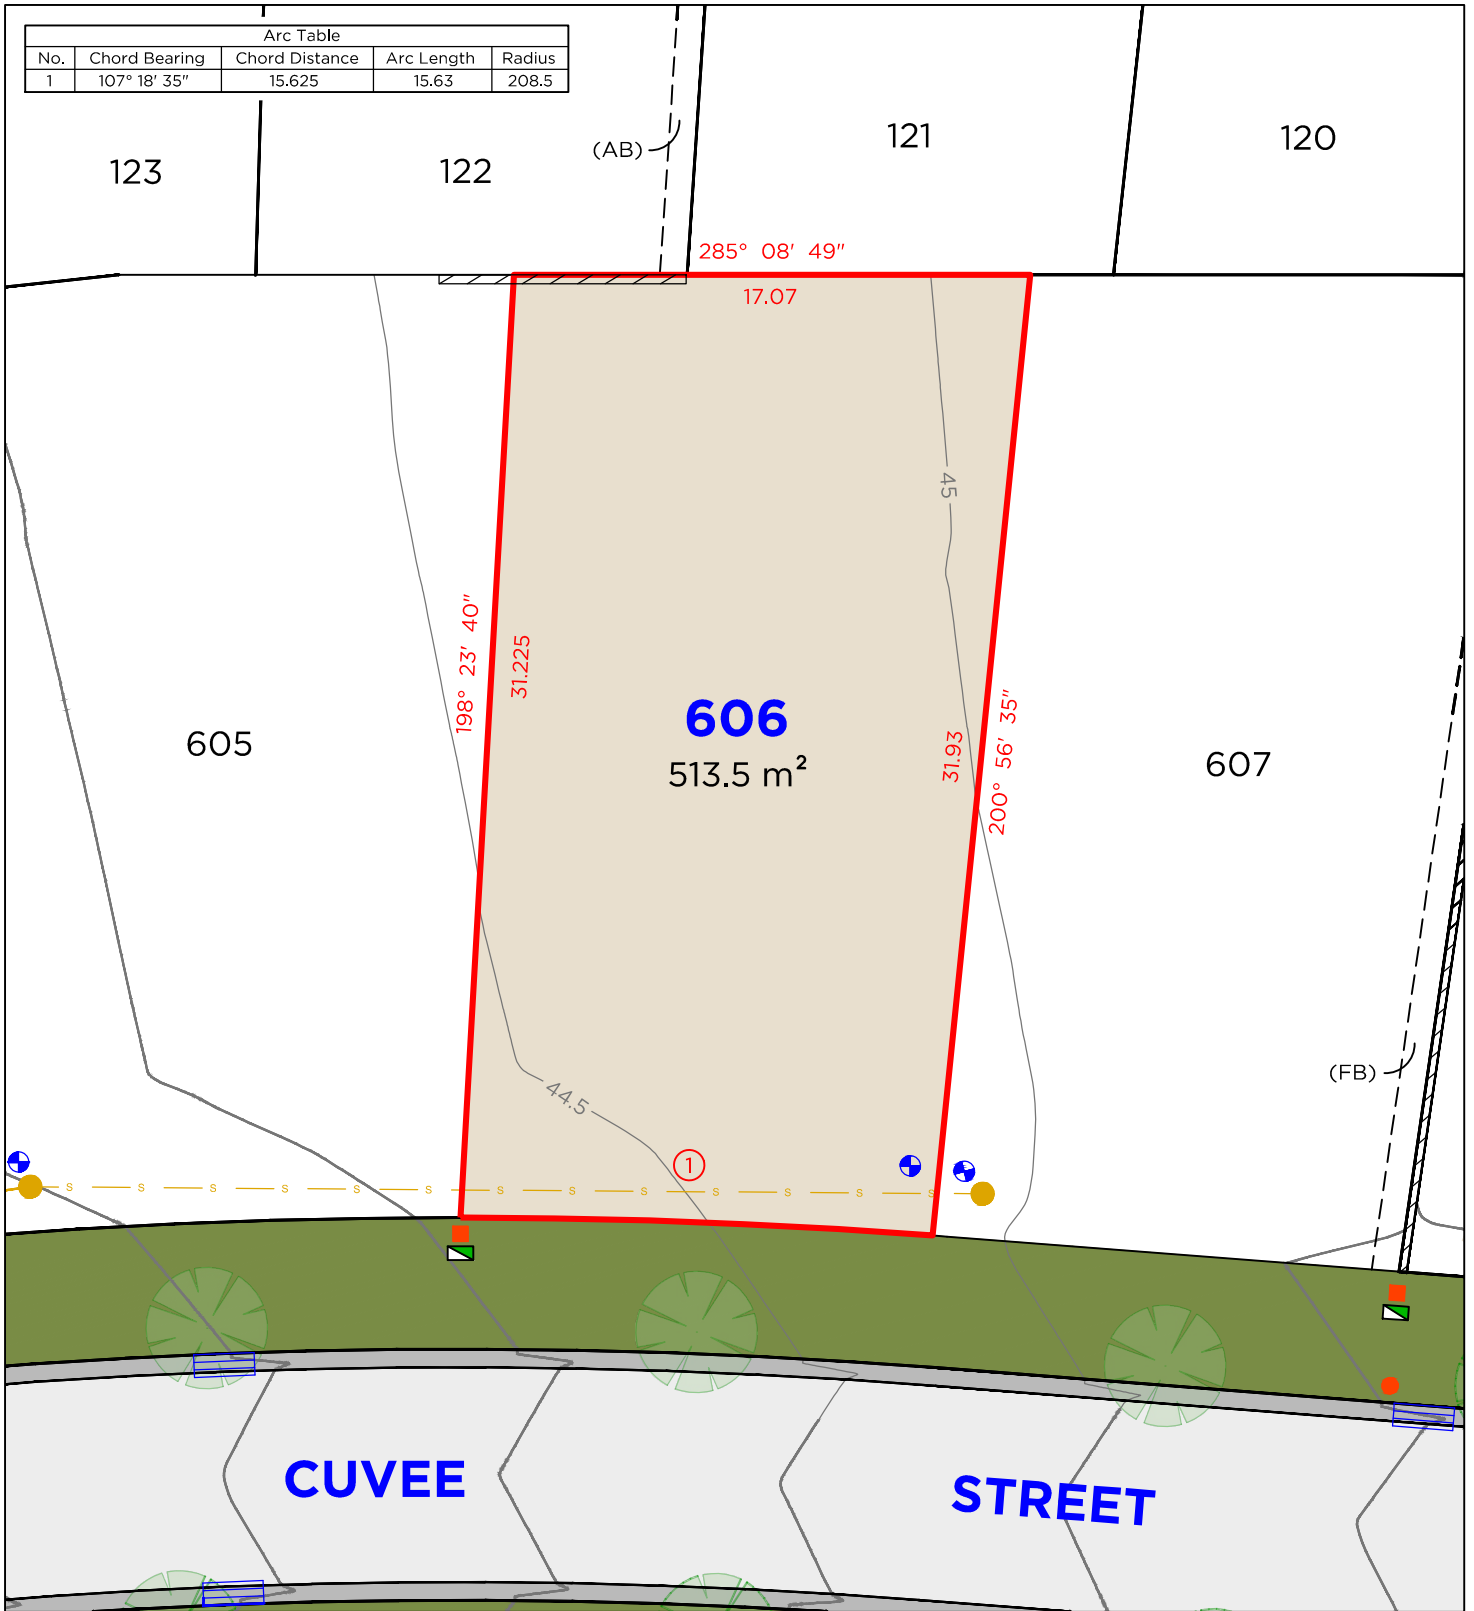 Arc Table
No. Chord Bearing Chord Distance Arc Length Radius
1 107° 18' 35" 15.625 15.63 208.5
123
122
(AB)
121
120
285° 08' 49"
17.07
45
198° 23' 40"
31.225
605
606
513.5 m²
31.93
200° 56' 35"
607
(FB)
44.5
1
S S S S S S S S S S S S S
CUVEE STREET